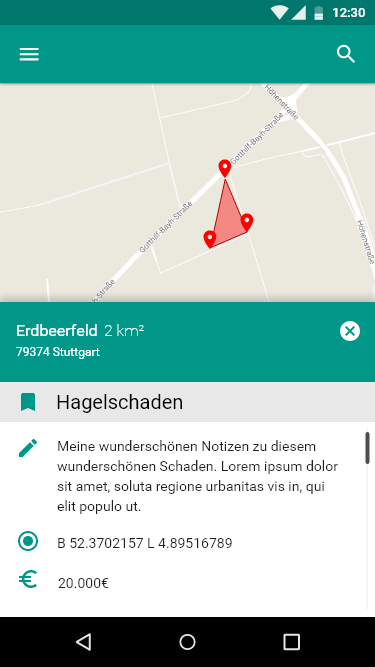 12:30
Höhenstraße
Gotthilf-Bayh-Straße
Gotthilf-Bayh-Straße
Höhenstraße
h-Straße
Erdbeerfeld 2 km²
79374 Stuttgart
Hagelschaden
Meine wunderschönen Notizen zu diesem
wunderschönen Schaden. Lorem ipsum dolor
sit amet, soluta regione urbanitas vis in, qui
elit populo ut.
B 52.3702157 L 4.89516789
20.000€